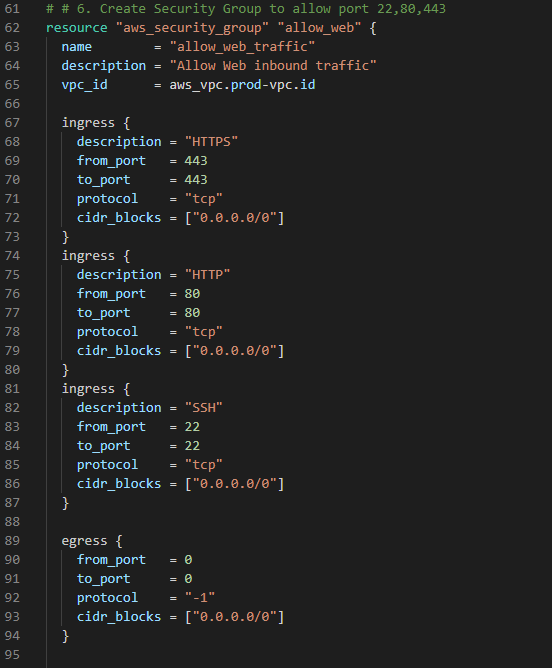 61 # # 6. Create Security Group to allow port 22,80,443
62 resource "aws_security_group" "allow_web" {
63   name        = "allow_web_traffic"
64   description = "Allow Web inbound traffic"
65   vpc_id      = aws_vpc.prod-vpc.id
66
67   ingress {
68     description = "HTTPS"
69     from_port   = 443
70     to_port     = 443
71     protocol    = "tcp"
72     cidr_blocks = ["0.0.0.0/0"]
73   }
74   ingress {
75     description = "HTTP"
76     from_port   = 80
77     to_port     = 80
78     protocol    = "tcp"
79     cidr_blocks = ["0.0.0.0/0"]
80   }
81   ingress {
82     description = "SSH"
83     from_port   = 22
84     to_port     = 22
85     protocol    = "tcp"
86     cidr_blocks = ["0.0.0.0/0"]
87   }
88
89   egress {
90     from_port   = 0
91     to_port     = 0
92     protocol    = "-1"
93     cidr_blocks = ["0.0.0.0/0"]
94   }
95